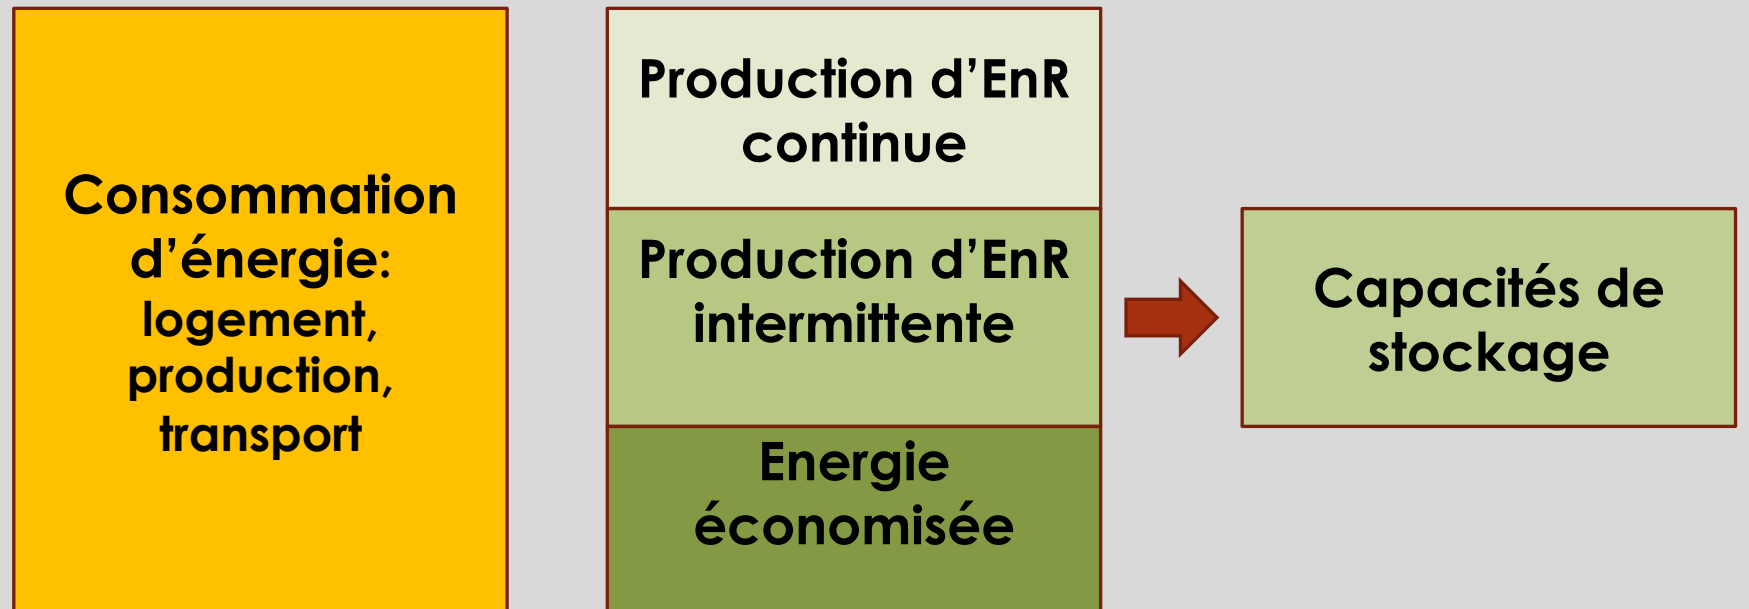 Consommation
d’énergie:
logement,
production,
transport
Production d’EnR
continue
Production d’EnR
intermittente
Energie
économisée
Capacités de
stockage